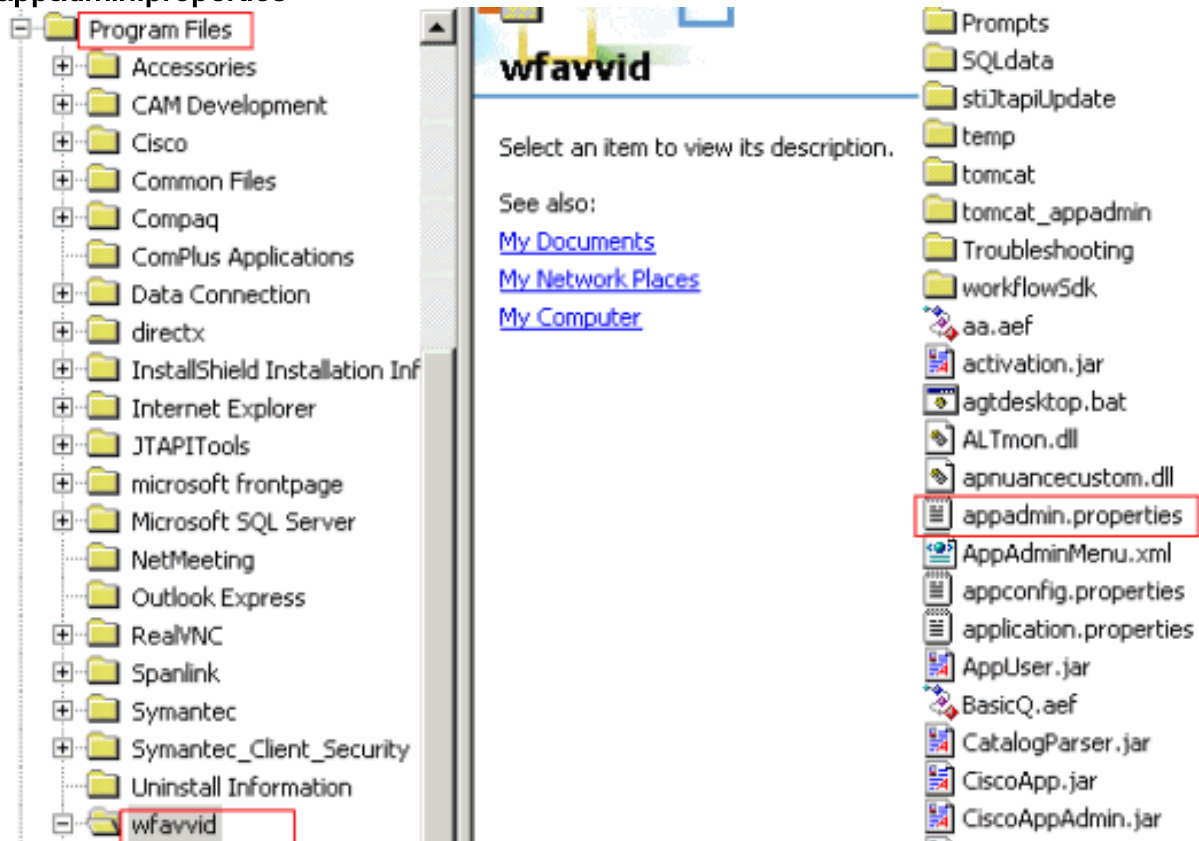 appadmin.properties
Program Files
Accessories
CAM Development
Cisco
Common Files
Compaq
ComPlus Applications
Data Connection
directx
InstallShield Installation Inf
Internet Explorer
JTAPITools
microsoft frontpage
Microsoft SQL Server
NetMeeting
Outlook Express
RealVNC
Spanlink
Symantec
Symantec_Client_Security
Uninstall Information
wfavvid
wfavvid
Select an item to view its description.
See also:
My Documents
My Network Places
My Computer
Prompts
SQLdata
stiJtapiUpdate
temp
tomcat
tomcat_appadmin
Troubleshooting
workflowSdk
aa.aef
activation.jar
agtdesktop.bat
ALTmon.dll
apnuancecustom.dll
appadmin.properties
AppAdminMenu.xml
appconfig.properties
application.properties
AppUser.jar
BasicQ.aef
CatalogParser.jar
CiscoApp.jar
CiscoAppAdmin.jar